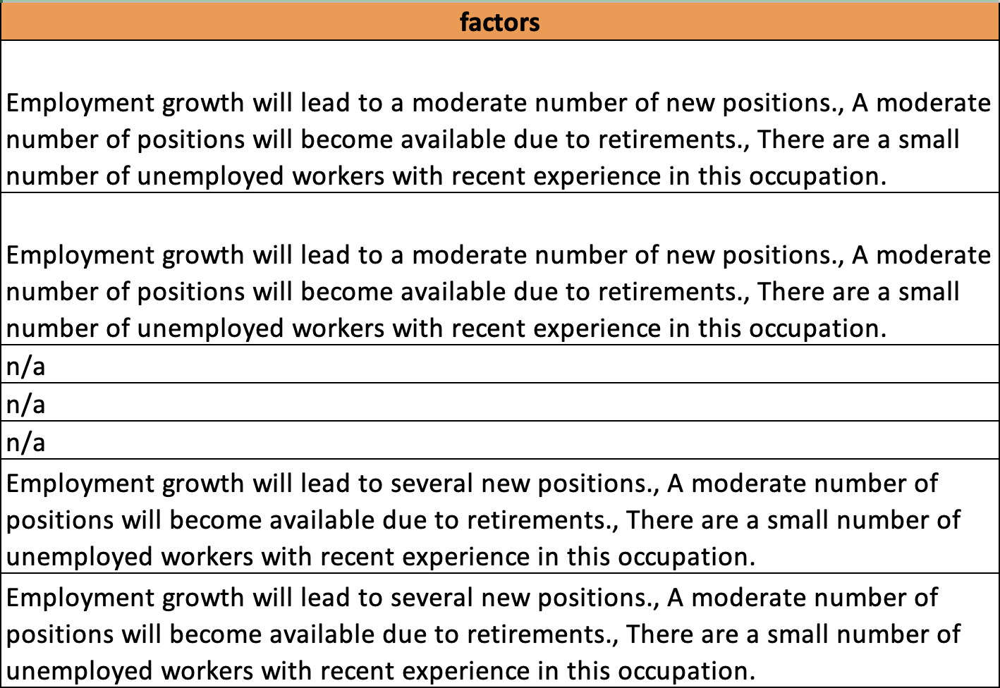 factors
Employment growth will lead to a moderate number of new positions., A moderate
number of positions will become available due to retirements., There are a small
number of unemployed workers with recent experience in this occupation.
Employment growth will lead to a moderate number of new positions., A moderate
number of positions will become available due to retirements., There are a small
number of unemployed workers with recent experience in this occupation.
n/a
n/a
n/a
Employment growth will lead to several new positions., A moderate number of
positions will become available due to retirements., There are a small number of
unemployed workers with recent experience in this occupation.
Employment growth will lead to several new positions., A moderate number of
positions will become available due to retirements., There are a small number of
unemployed workers with recent experience in this occupation.